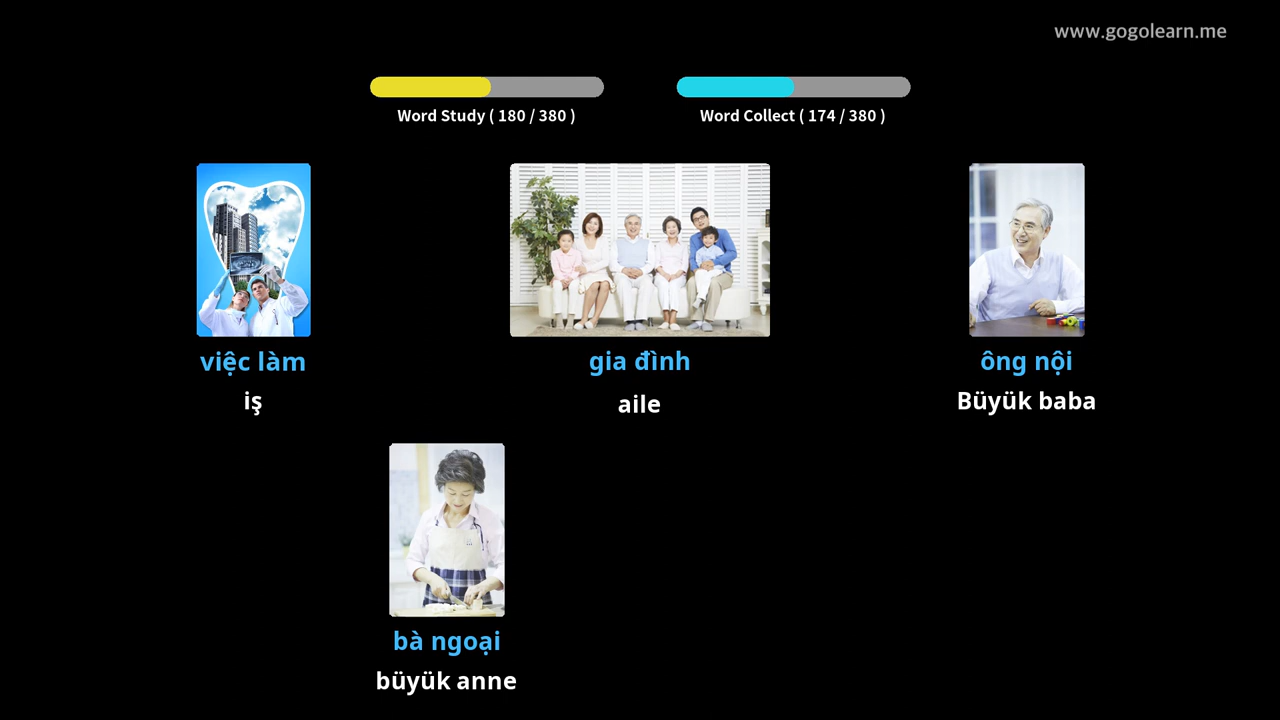 www.gogolearn.me
Word Study ( 180 / 380 )
Word Collect ( 174 / 380 )
việc làm
iş
gia đình
aile
ông nội
Büyük baba
bà ngoại
büyük anne